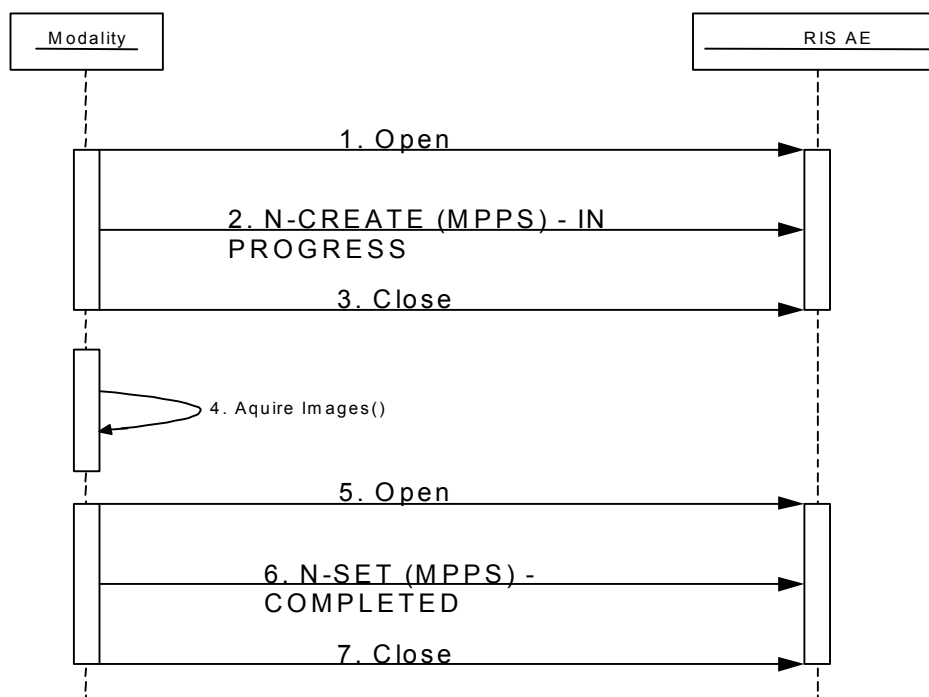 Modality
RIS AE
1. Open
2. N-CREATE (MPPS) - IN
PROGRESS
3. Close
4. Aquire Images()
5. Open
6. N-SET (MPPS) -
COMPLETED
7. Close